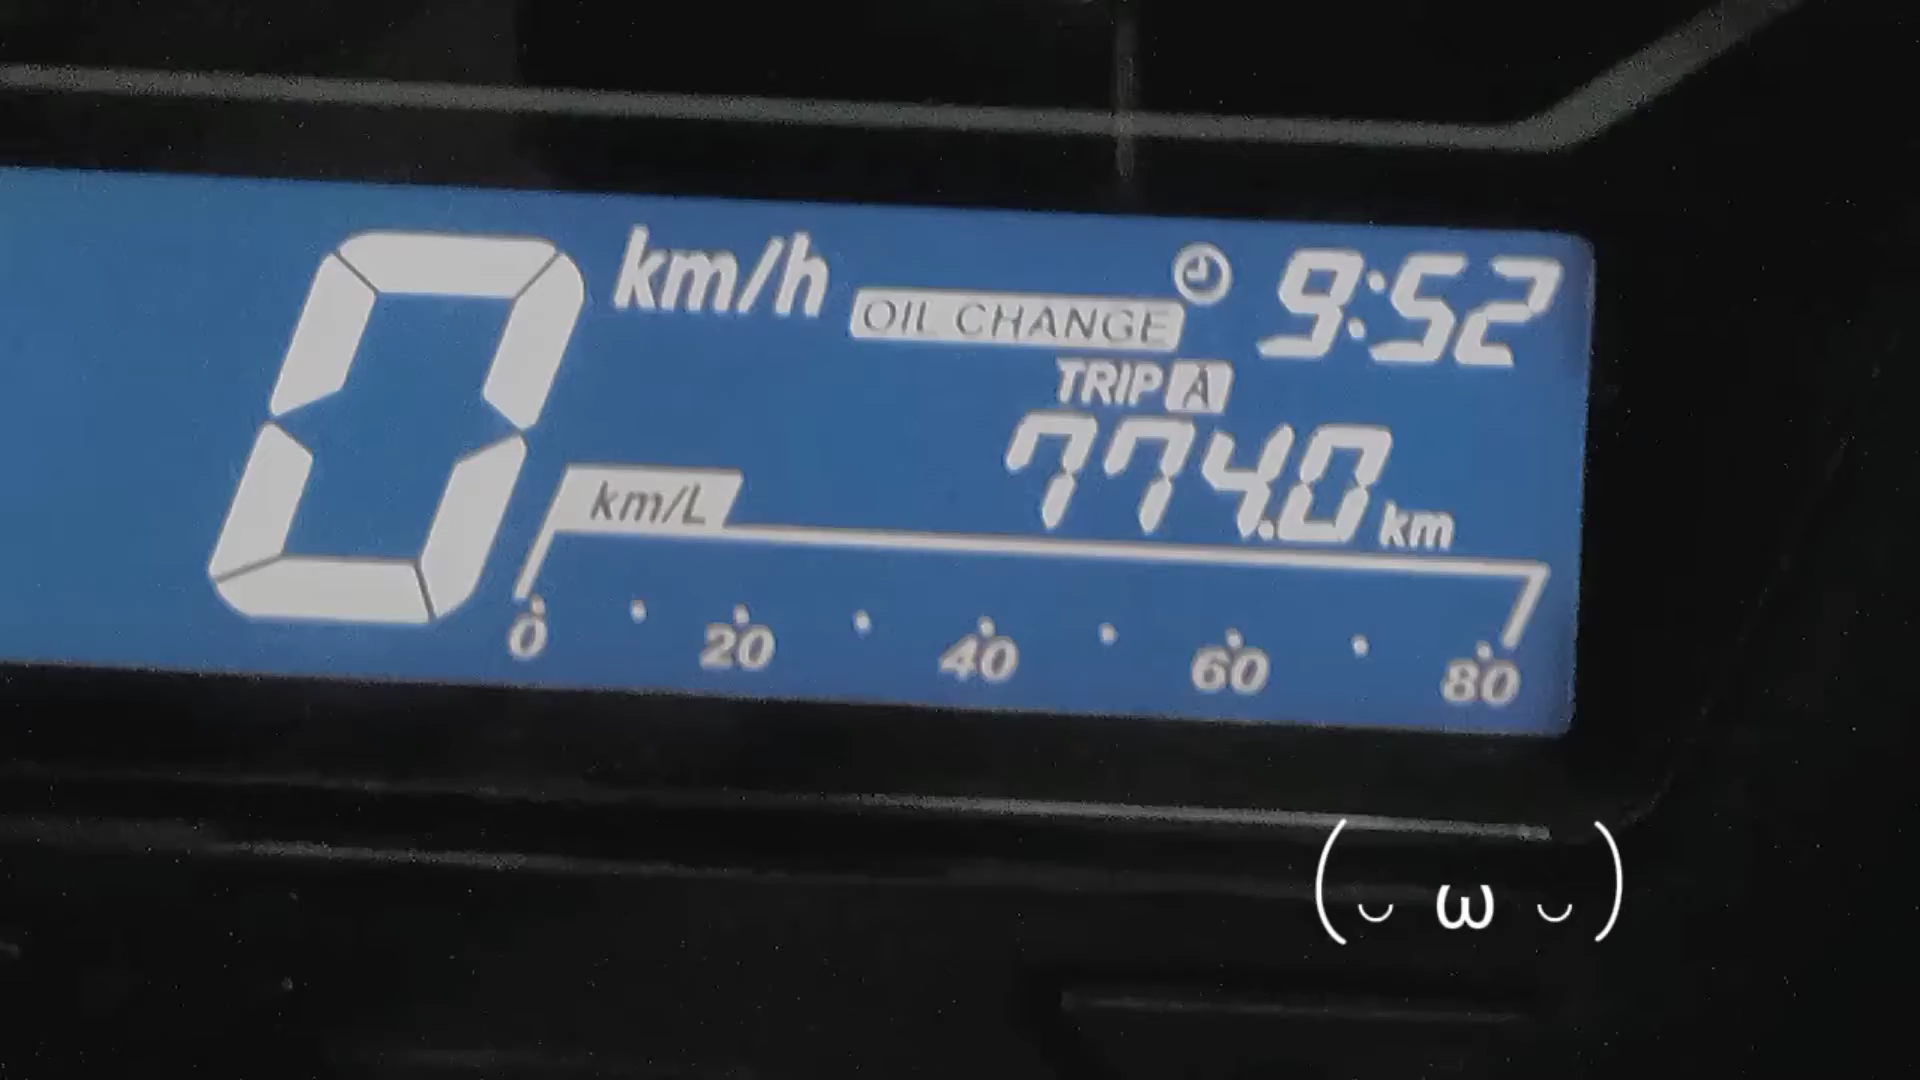 0 km/h
OIL CHANGE
9:52
TRIP A
774.0 km
km/L
0 20 40 60 80
(◡ ω ◡)